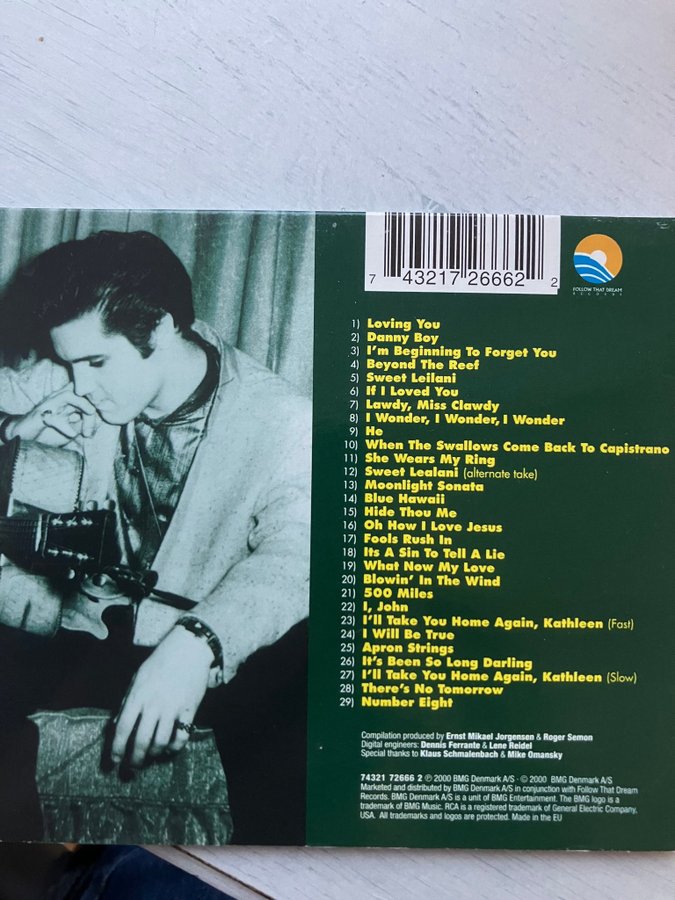 7 43217 26662 2
FOLLOW THAT DREAM
RECORDS
1) Loving You
2) Danny Boy
3) I'm Beginning To Forget You
4) Beyond The Reef
5) Sweet Leilani
6) If I Loved You
7) Lawdy, Miss Clawdy
8) I Wonder, I Wonder, I Wonder
9) He
10) When The Swallows Come Back To Capistrano
11) She Wears My Ring
12) Sweet Lealani (alternate take)
13) Moonlight Sonata
14) Blue Hawaii
15) Hide Thou Me
16) Oh How I Love Jesus
17) Fools Rush In
18) Its A Sin To Tell A Lie
19) What Now My Love
20) Blowin' In The Wind
21) 500 Miles
22) I, John
23) I'll Take You Home Again, Kathleen (Fast)
24) I Will Be True
25) Apron Strings
26) It's Been So Long Darling
27) I'll Take You Home Again, Kathleen (Slow)
28) There's No Tomorrow
29) Number Eight
Compilation produced by Ernst Mikael Jorgensen & Roger Semon
Digital engineers: Dennis Ferrante & Lene Reidel
Special thanks to Klaus Schmalenbach & Mike Omansky
74321 72666 2 ℗ 2000 BMG Denmark A/S · © 2000 BMG Denmark A/S
Marketed and distributed by BMG Denmark A/S in conjunction with Follow That Dream
Records. BMG Denmark A/S is a unit of BMG Entertainment. The BMG logo is a
trademark of BMG Music. RCA is a registered trademark of General Electric Company,
USA. All trademarks and logos are protected. Made in the EU